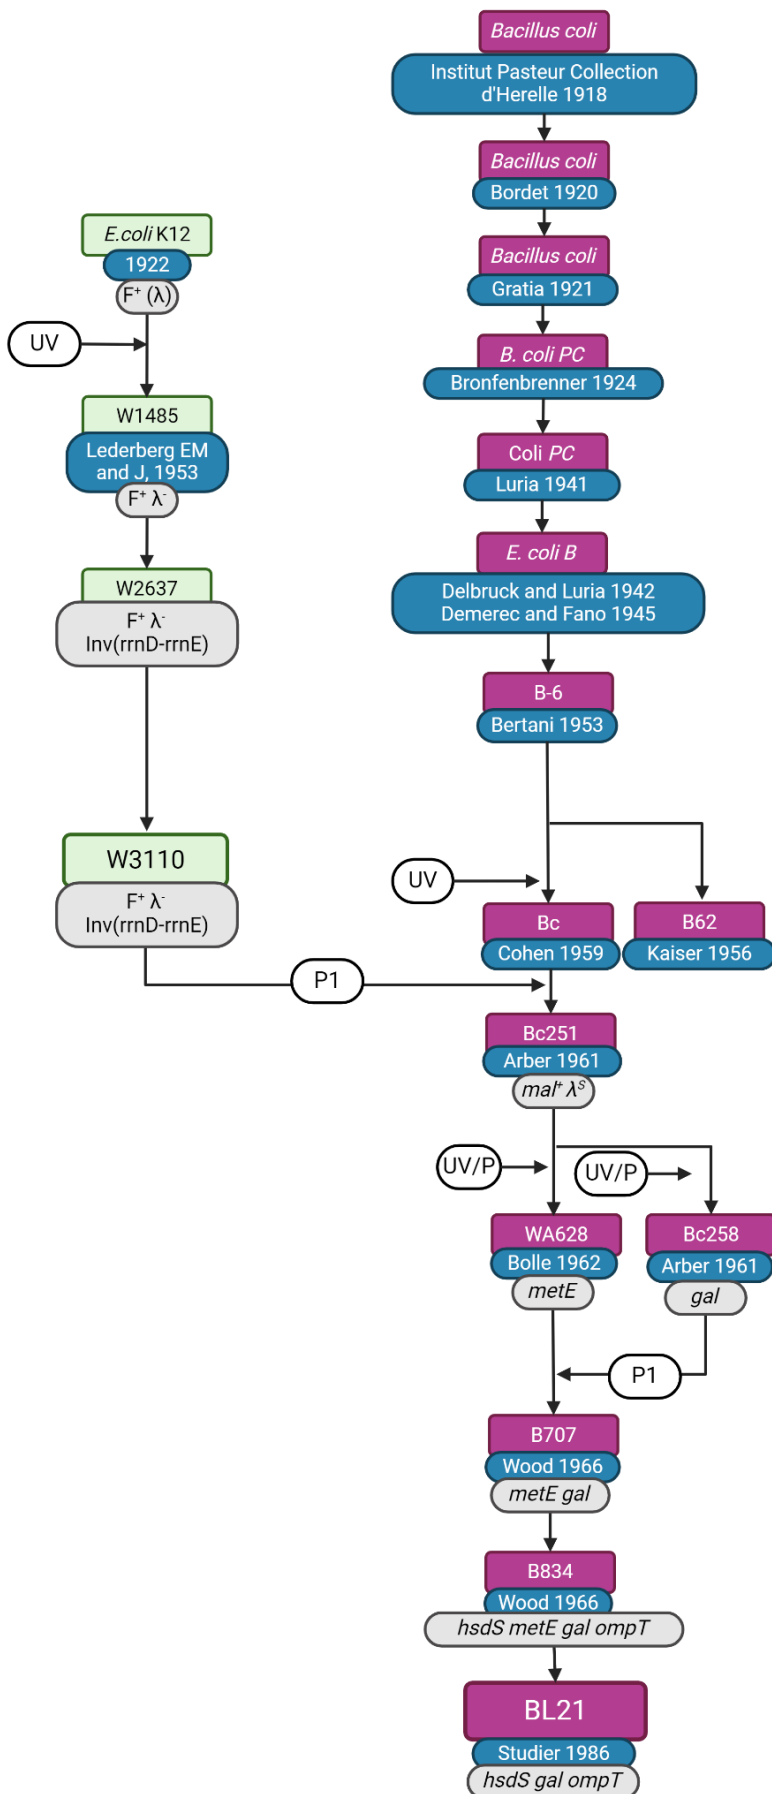 Bacillus coli
Institut Pasteur Collection
d'Herelle 1918
Bacillus coli
Bordet 1920
E.coli K12
1922
F⁺ (λ)
Bacillus coli
Gratia 1921
UV
B. coli PC
Bronfenbrenner 1924
W1485
Lederberg EM
and J, 1953
F⁺ λ⁻
Coli PC
Luria 1941
E. coli B
Delbruck and Luria 1942
Demerec and Fano 1945
W2637
F⁺ λ⁻
Inv(rrnD-rrnE)
B-6
Bertani 1953
W3110
F⁺ λ⁻
Inv(rrnD-rrnE)
UV
Bc
Cohen 1959
B62
Kaiser 1956
P1
Bc251
Arber 1961
mal⁺ λˢ
UV/P
UV/P
WA628
Bolle 1962
metE
Bc258
Arber 1961
gal
P1
B707
Wood 1966
metE gal
B834
Wood 1966
hsdS metE gal ompT
BL21
Studier 1986
hsdS gal ompT